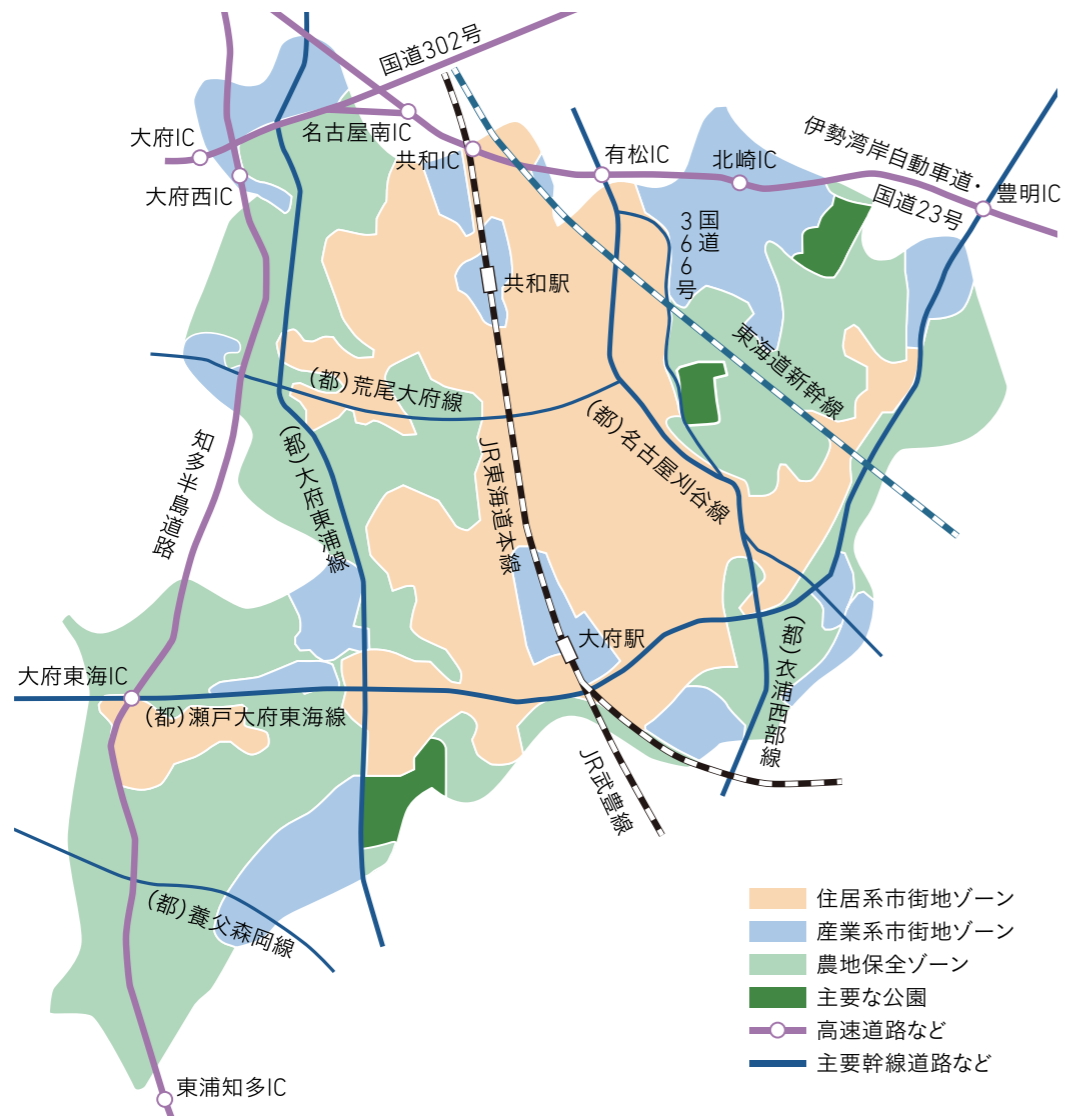 国道302号
名古屋南IC
大府IC
共和IC
大府西IC
有松IC
北崎IC
伊勢湾岸自動車道・
国道23号
豊明IC
国道
366号
共和駅
東海道新幹線
(都)荒尾大府線
(都)名古屋刈谷線
知多半島道路
(都)大府東浦線
JR東海道本線
大府駅
(都)衣浦西部線
大府東海IC
(都)瀬戸大府東海線
JR武豊線
(都)養父森岡線
東浦知多IC
住居系市街地ゾーン
産業系市街地ゾーン
農地保全ゾーン
主要な公園
高速道路など
主要幹線道路など